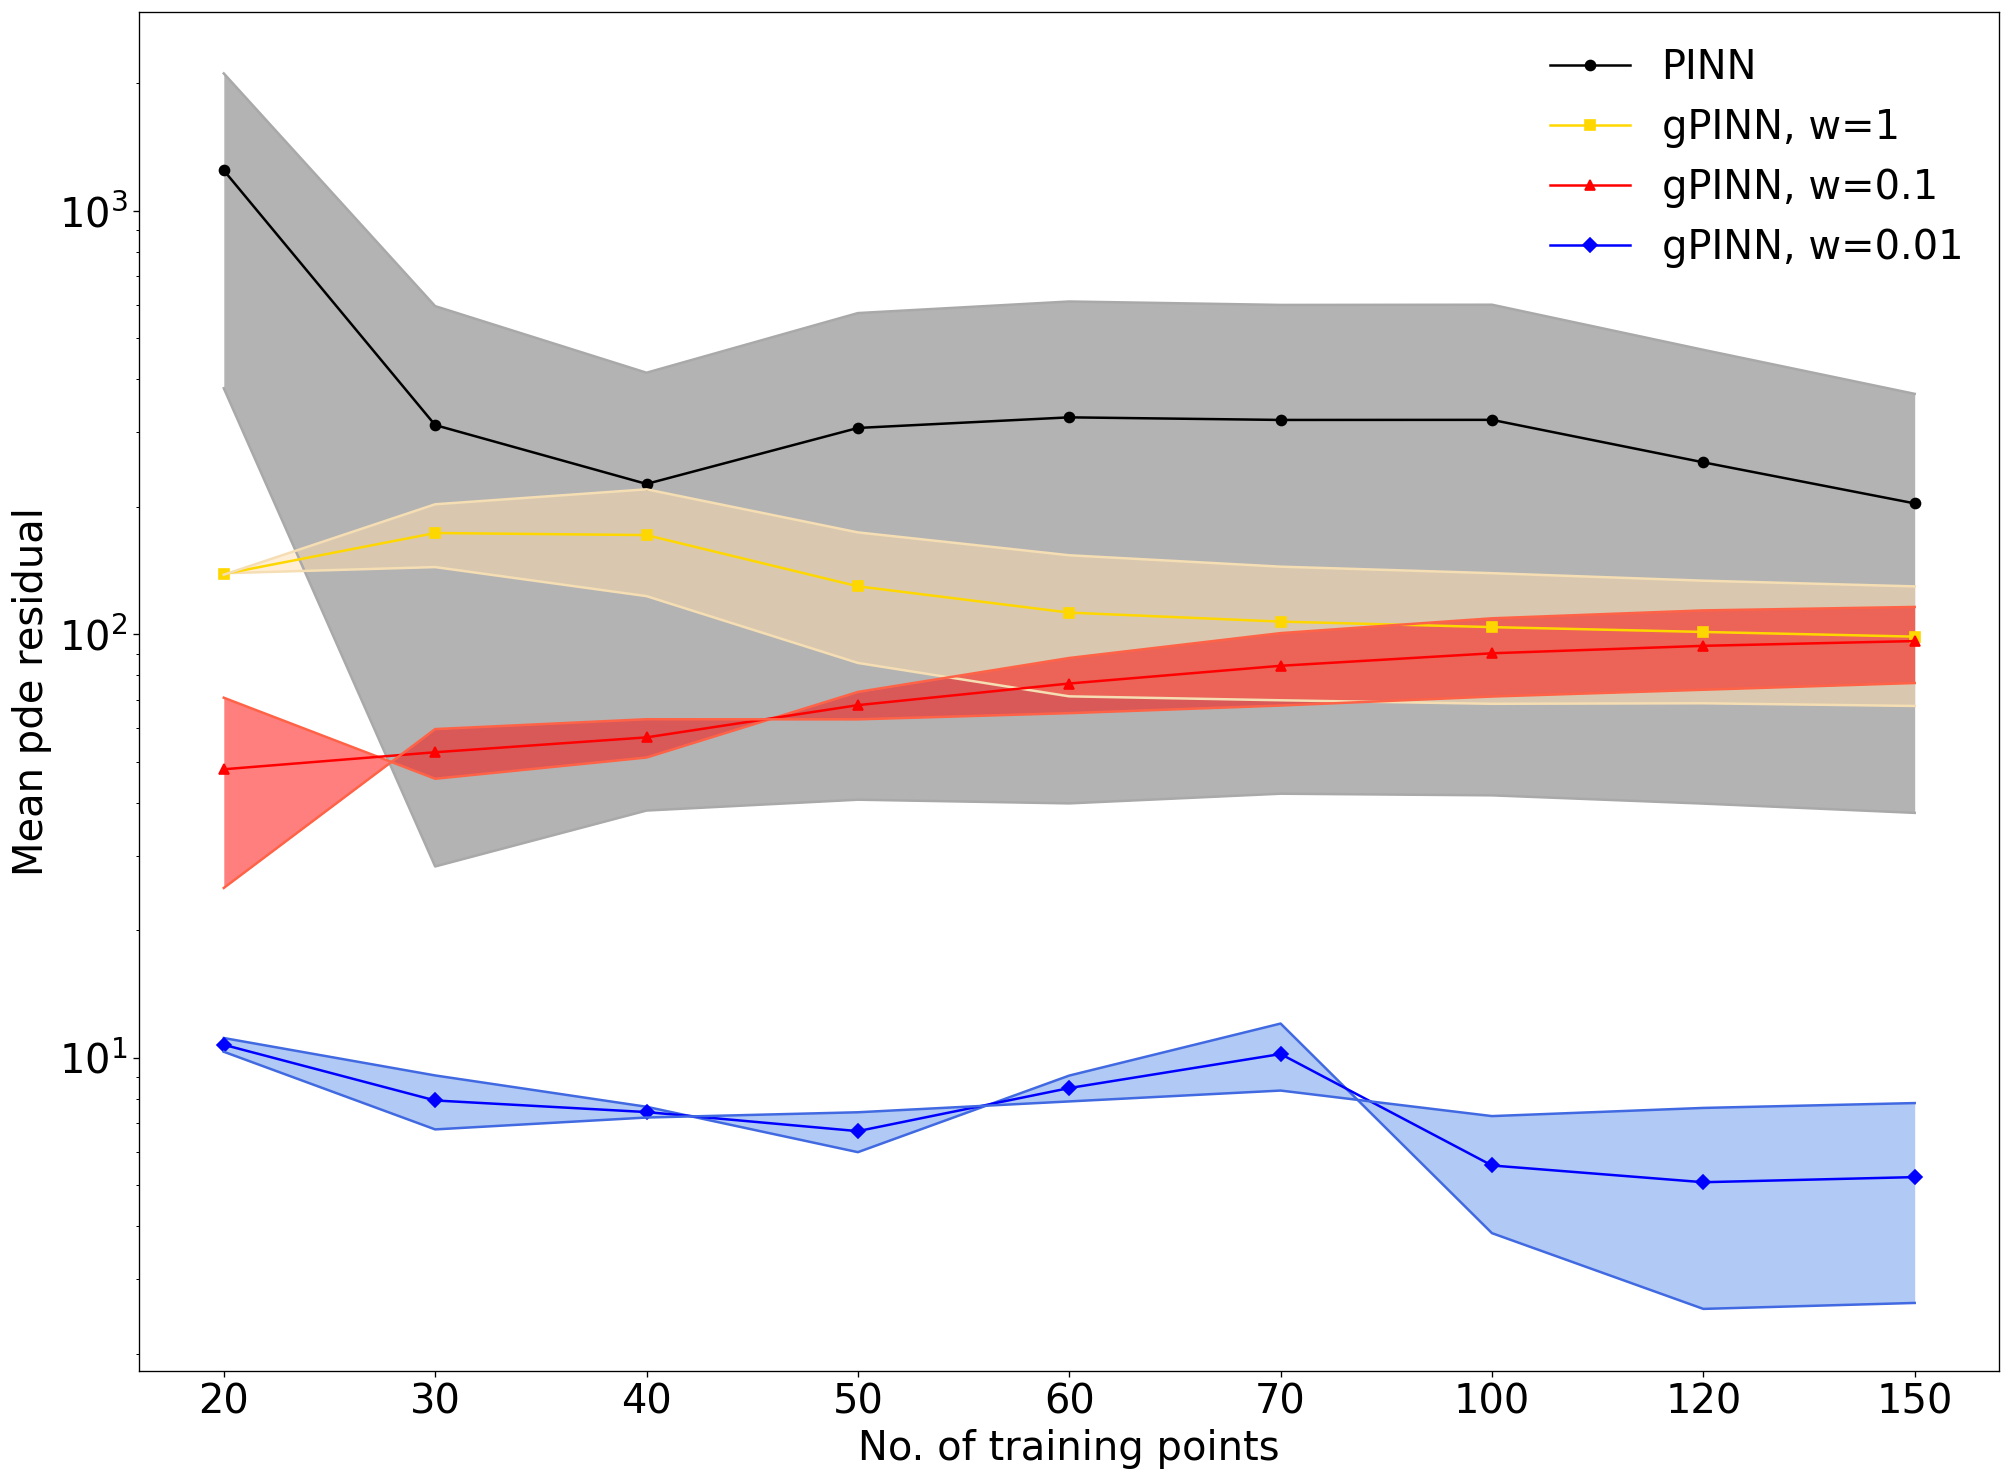 PINN
gPINN, w=1
gPINN, w=0.1
gPINN, w=0.01
Mean pde residual
10³
10²
10¹
20 30 40 50 60 70 100 120 150
No. of training points